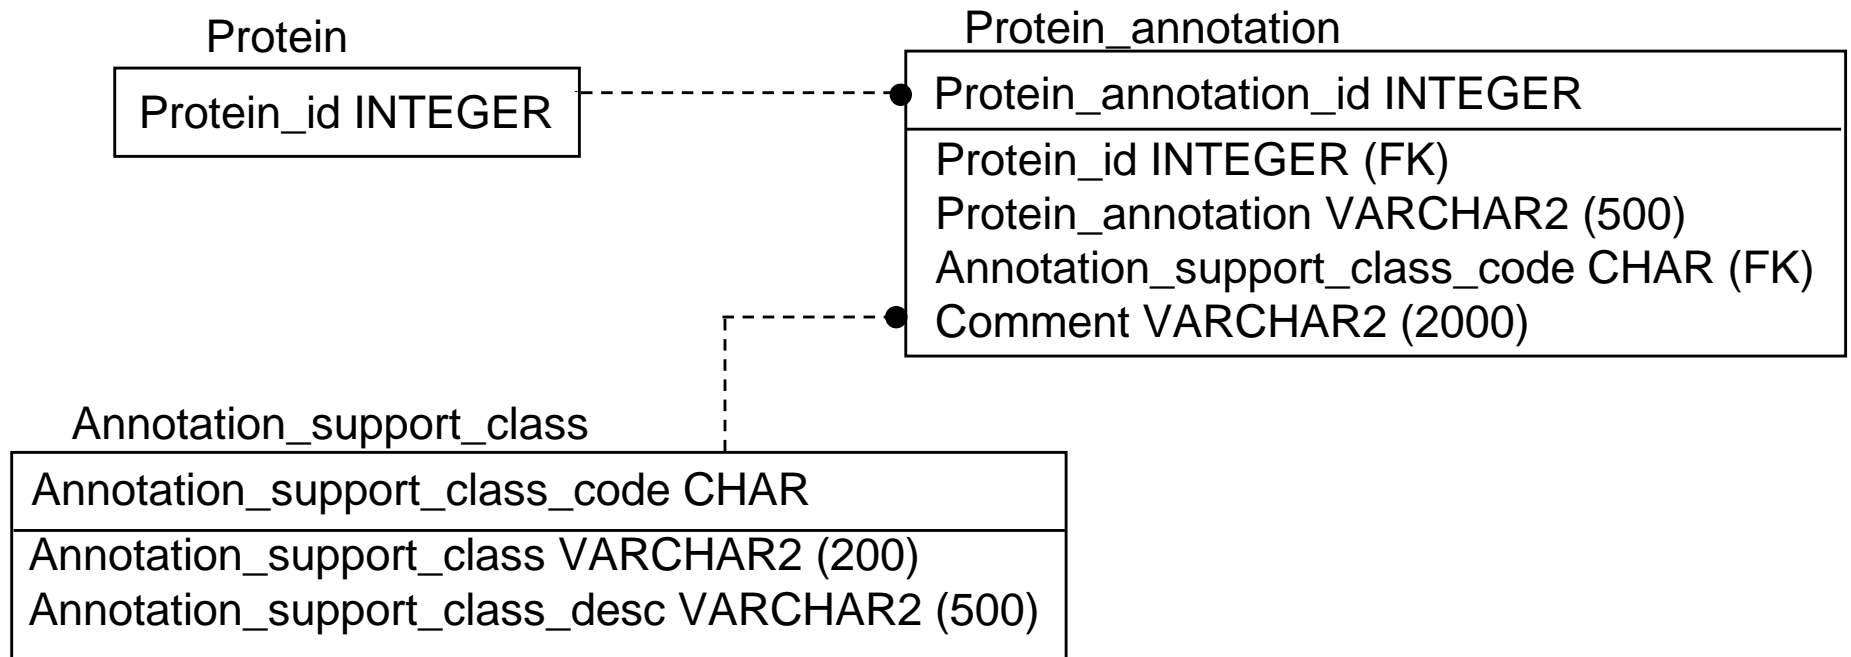 Protein
Protein_id INTEGER
Protein_annotation
Protein_annotation_id INTEGER
Protein_id INTEGER (FK)
Protein_annotation VARCHAR2 (500)
Annotation_support_class_code CHAR (FK)
Comment VARCHAR2 (2000)
Annotation_support_class
Annotation_support_class_code CHAR
Annotation_support_class VARCHAR2 (200)
Annotation_support_class_desc VARCHAR2 (500)